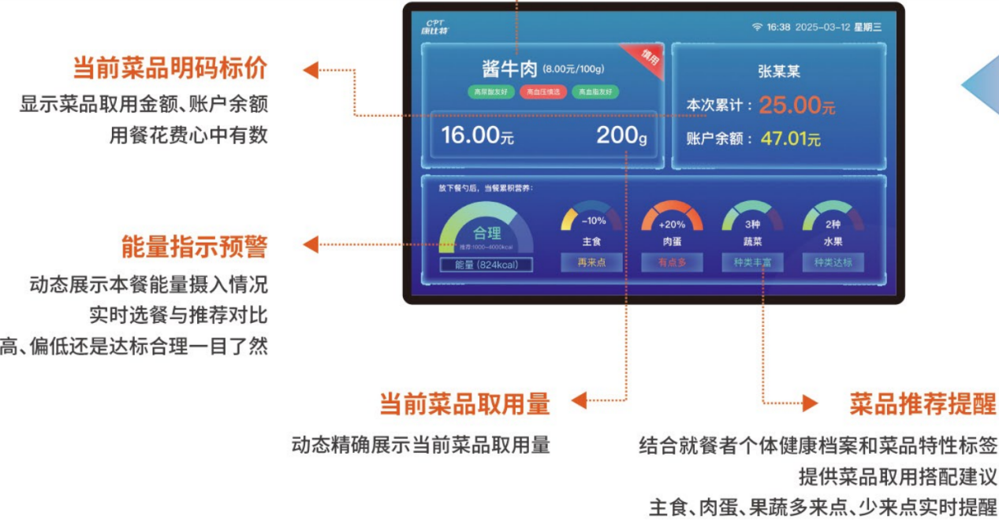 CPT
康比特
16:38 2025-03-12 星期三
慎用
酱牛肉 (8.00元/100g)
高尿酸友好 高血压慎选 高血脂友好
16.00元 200g
张某某
本次累计：25.00元
账户余额：47.01元
放下餐勺后，当餐累积营养：
合理
推荐:1000-4000kcal
能量 (824kcal)
-10%
主食
再来点
+20%
肉蛋
有点多
3种
蔬菜
种类丰富
2种
水果
种类达标
当前菜品明码标价
显示菜品取用金额、账户余额
用餐花费心中有数
能量指示预警
动态展示本餐能量摄入情况
实时选餐与推荐对比
高、偏低还是达标合理一目了然
当前菜品取用量
动态精确展示当前菜品取用量
菜品推荐提醒
结合就餐者个体健康档案和菜品特性标签
提供菜品取用搭配建议
主食、肉蛋、果蔬多来点、少来点实时提醒